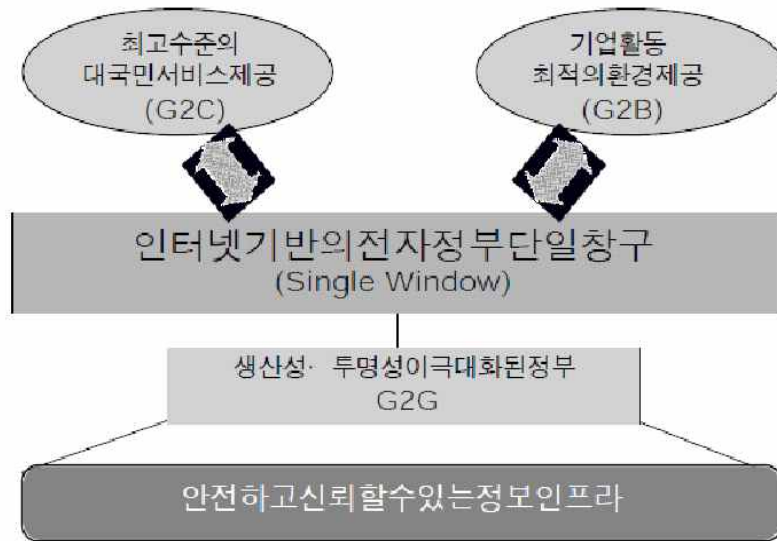 최고수준의
대국민서비스제공
(G2C)
기업활동
최적의환경제공
(G2B)
인터넷기반의전자정부단일창구
(Single Window)
생산성· 투명성이극대화된정부
G2G
안전하고신뢰할수있는정보인프라